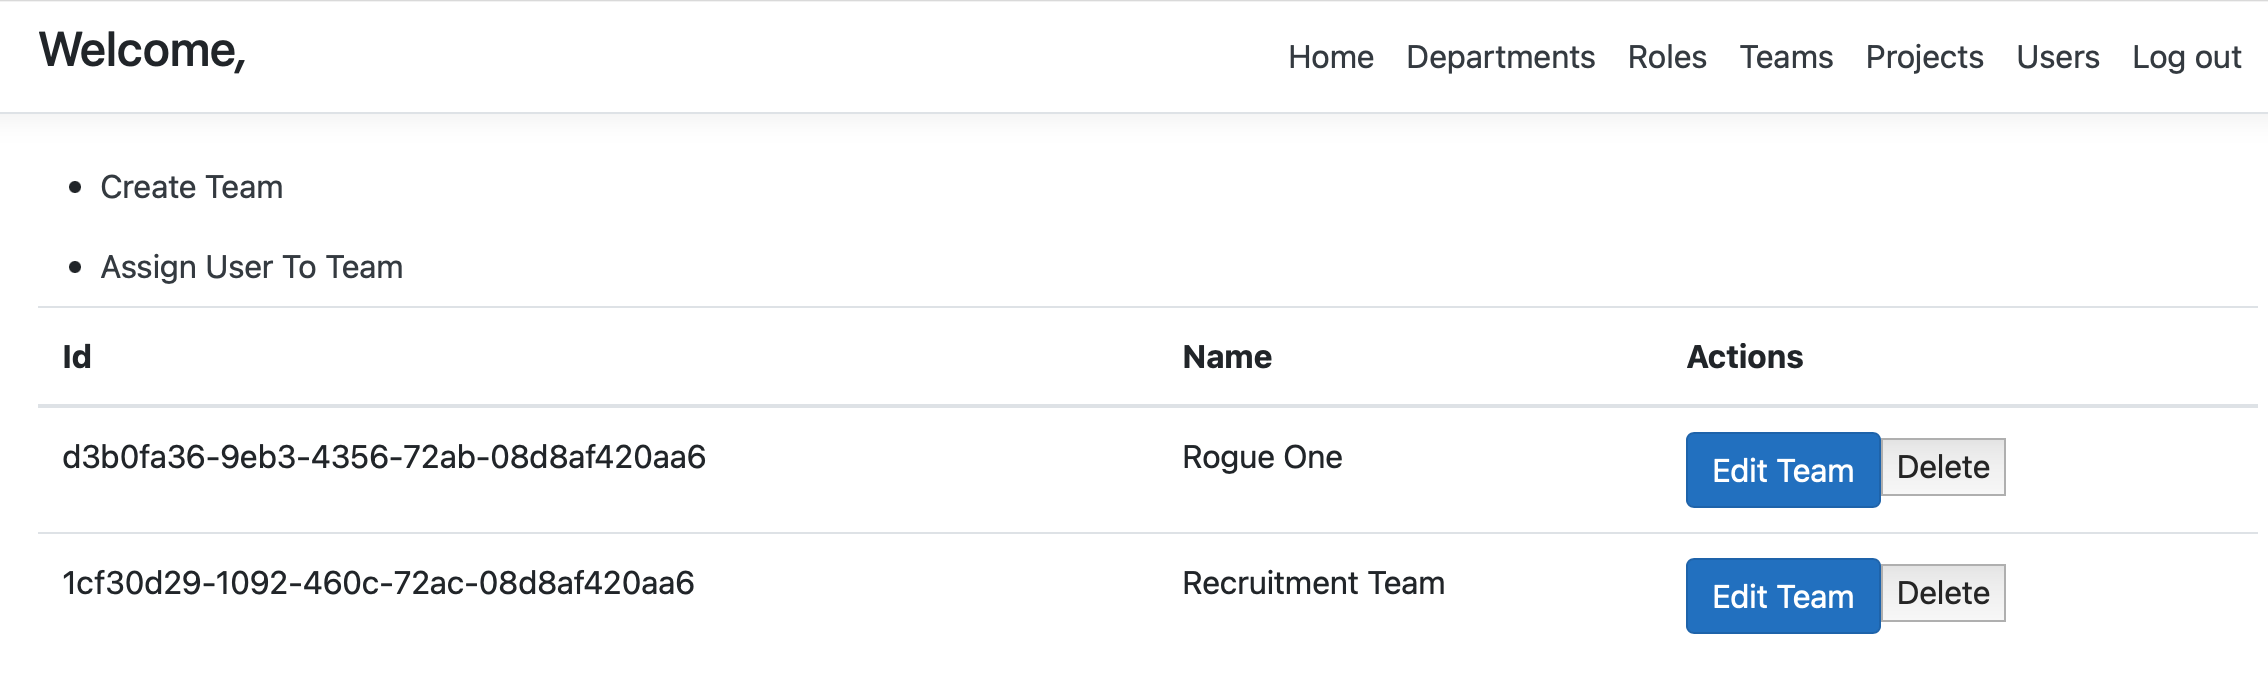 Welcome,
Home Departments Roles Teams Projects Users Log out
Create Team
Assign User To Team
Id Name Actions
d3b0fa36-9eb3-4356-72ab-08d8af420aa6 Rogue One Edit Team Delete
1cf30d29-1092-460c-72ac-08d8af420aa6 Recruitment Team Edit Team Delete